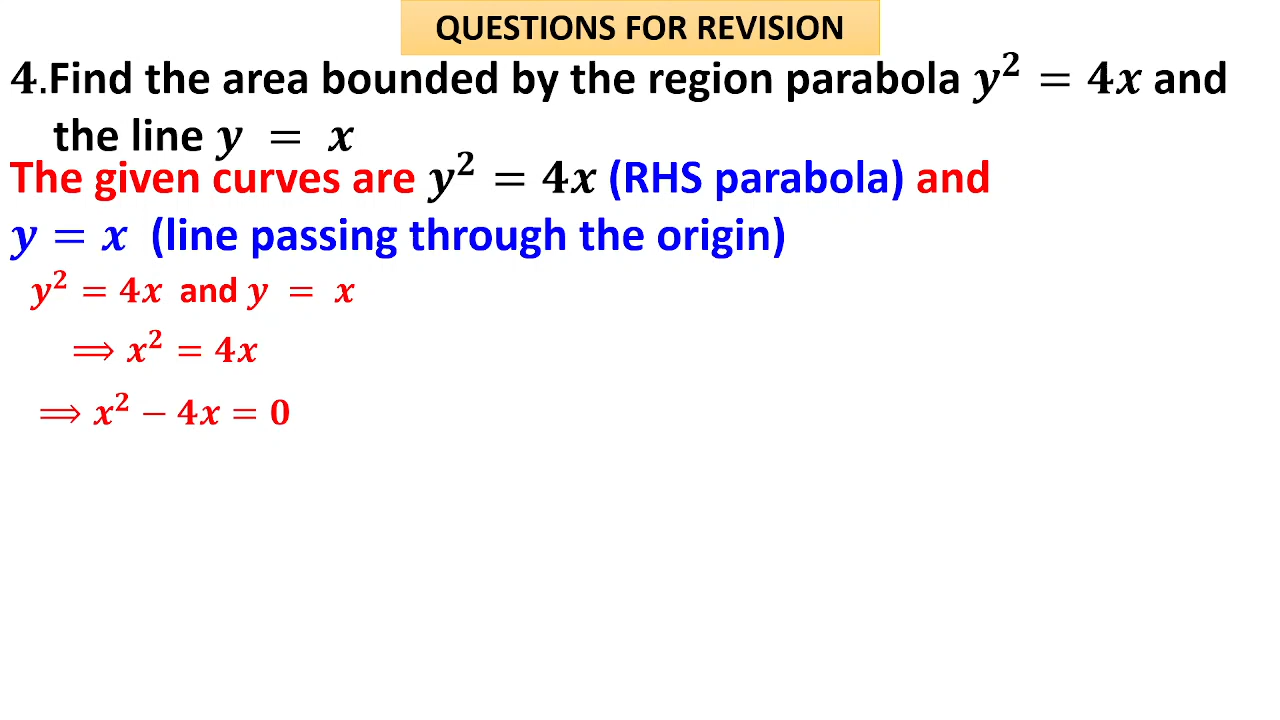 QUESTIONS FOR REVISION
4.Find the area bounded by the region parabola y² = 4x and
the line y = x
The given curves are y² = 4x (RHS parabola) and
y = x (line passing through the origin)
y² = 4x and y = x
⟹ x² = 4x
⟹ x² − 4x = 0